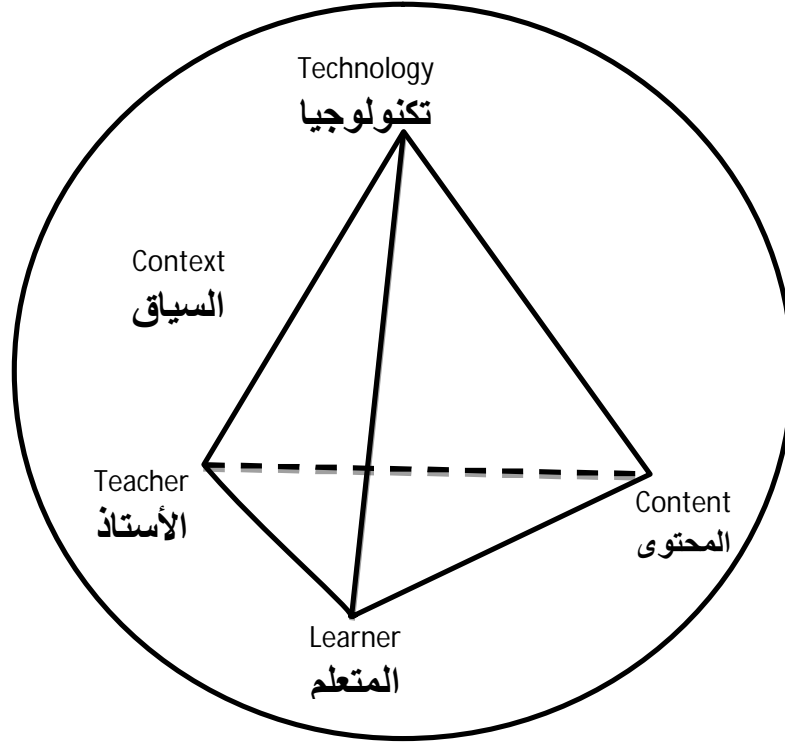 Technology
تكنولوجيا
Context
السياق
Teacher
الأستاذ
Content
المحتوى
Learner
المتعلم